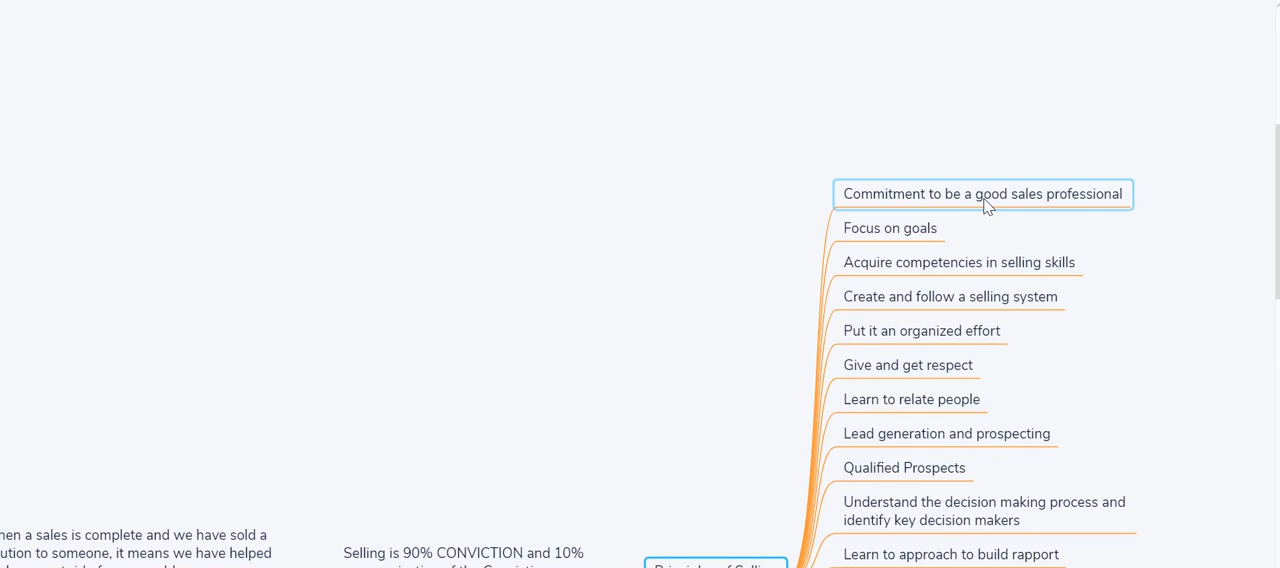 Commitment to be a good sales professional
Focus on goals
Acquire competencies in selling skills
Create and follow a selling system
Put it an organized effort
Give and get respect
Learn to relate people
Lead generation and prospecting
Qualified Prospects
Understand the decision making process and
identify key decision makers
Learn to approach to build rapport
a sales is complete and we have sold a
to someone, it means we have helped
Selling is 90% CONVICTION and 10%